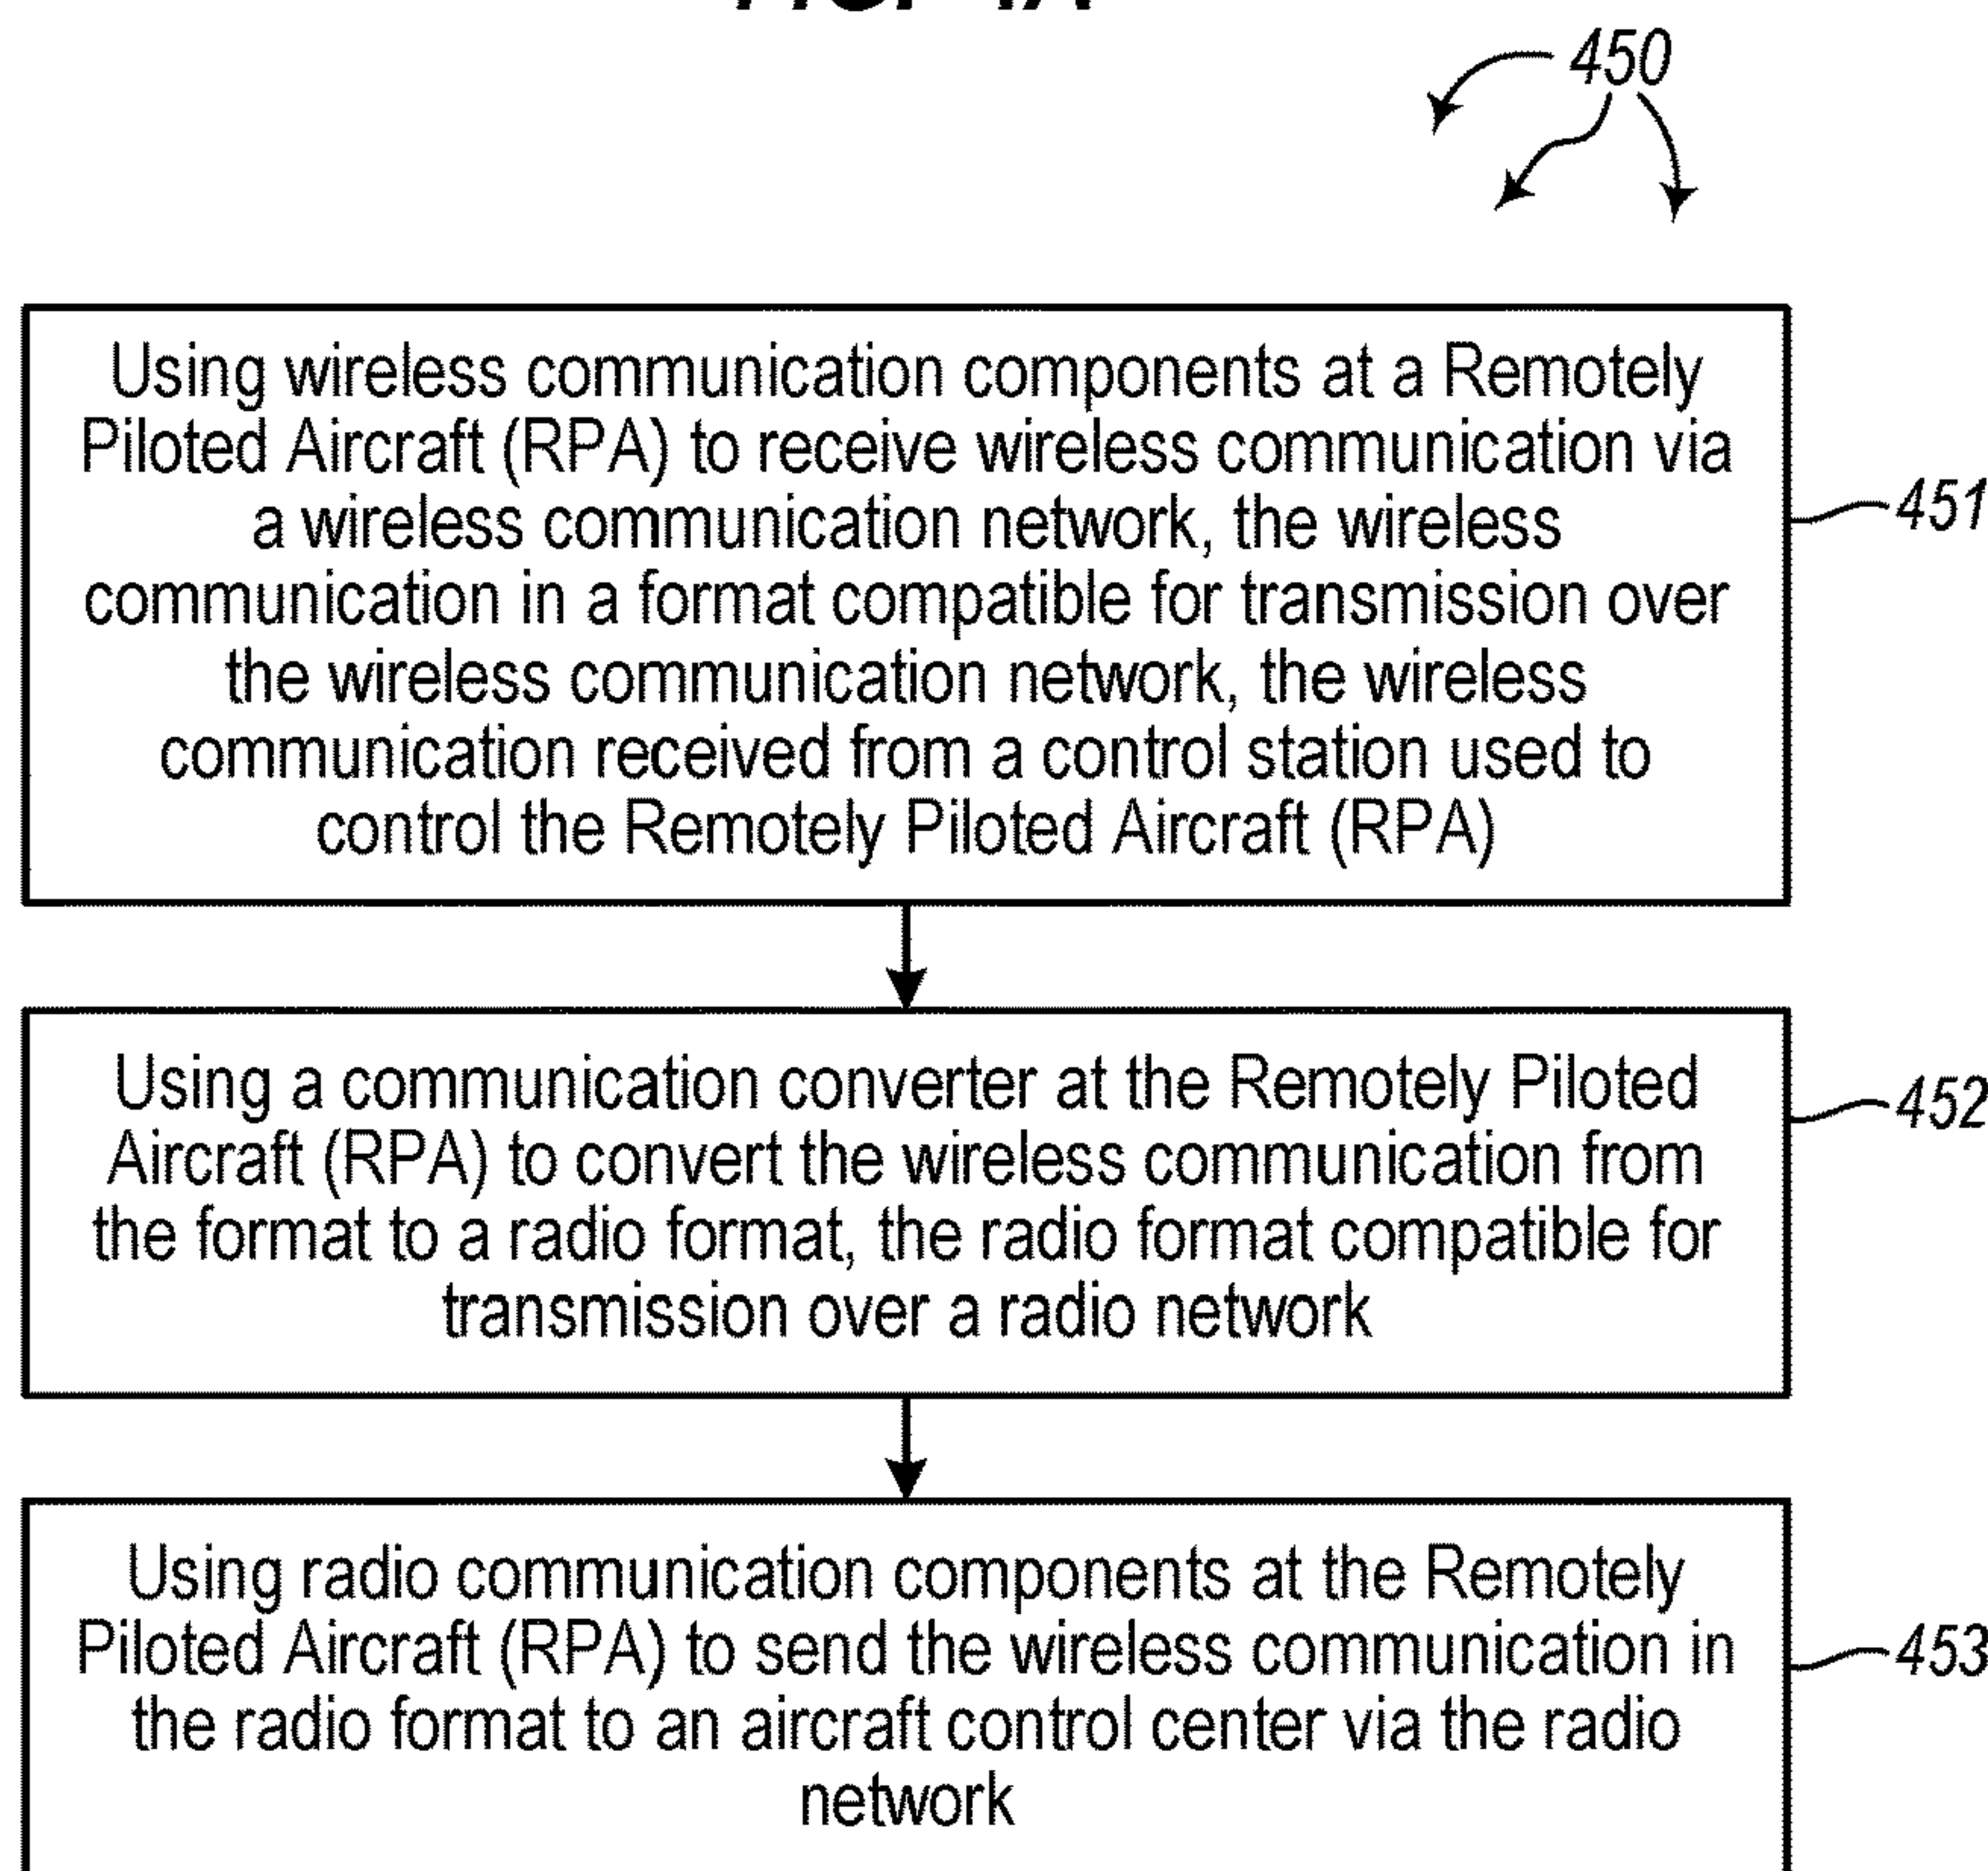 450
Using wireless communication components at a Remotely
Piloted Aircraft (RPA) to receive wireless communication via
a wireless communication network, the wireless
communication in a format compatible for transmission over
the wireless communication network, the wireless
communication received from a control station used to
control the Remotely Piloted Aircraft (RPA)
451
Using a communication converter at the Remotely Piloted
Aircraft (RPA) to convert the wireless communication from
the format to a radio format, the radio format compatible for
transmission over a radio network
452
Using radio communication components at the Remotely
Piloted Aircraft (RPA) to send the wireless communication in
the radio format to an aircraft control center via the radio
network
453